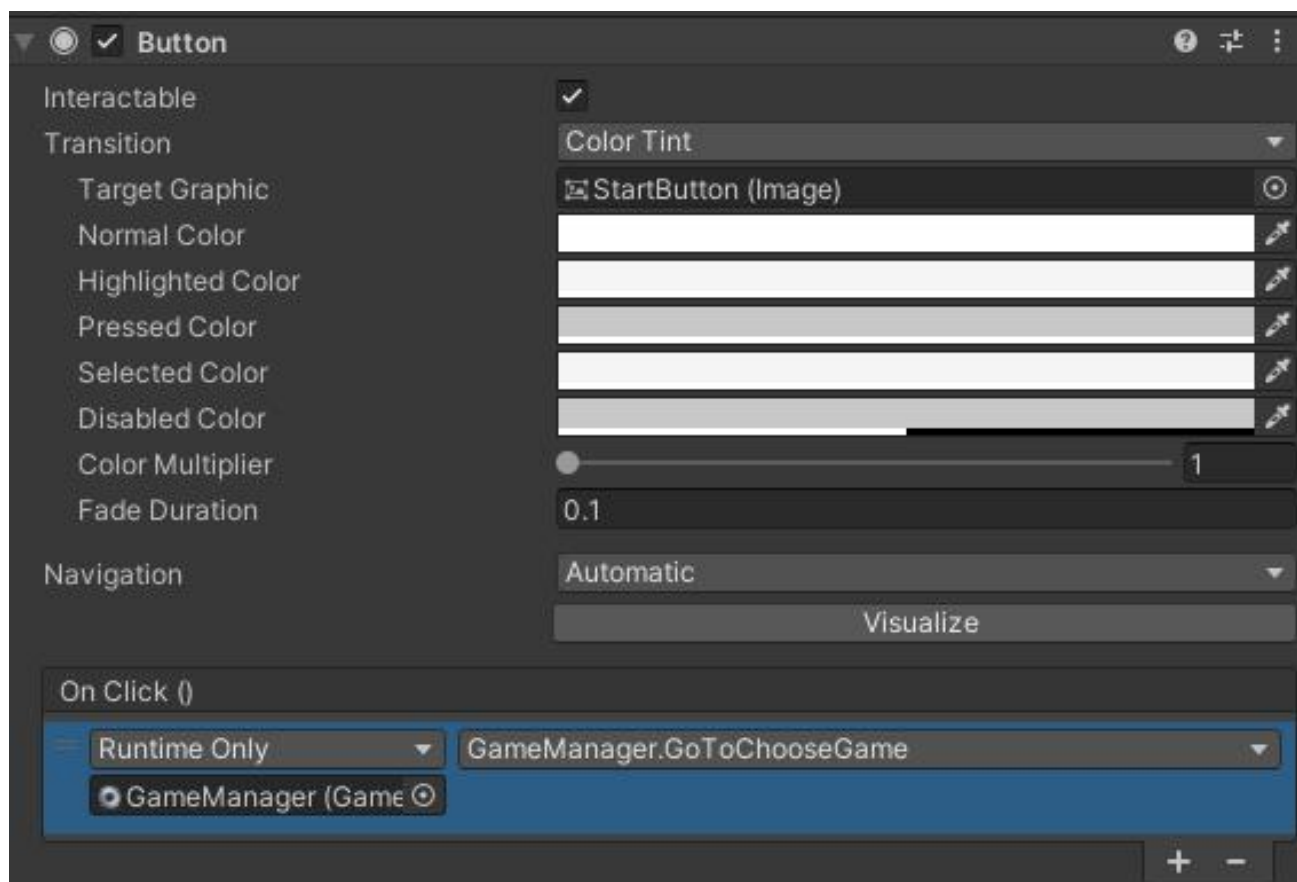 Button
Interactable
Transition Color Tint
Target Graphic StartButton (Image)
Normal Color
Highlighted Color
Pressed Color
Selected Color
Disabled Color
Color Multiplier 1
Fade Duration 0.1
Navigation Automatic
Visualize
On Click ()
Runtime Only GameManager.GoToChooseGame
GameManager (Game